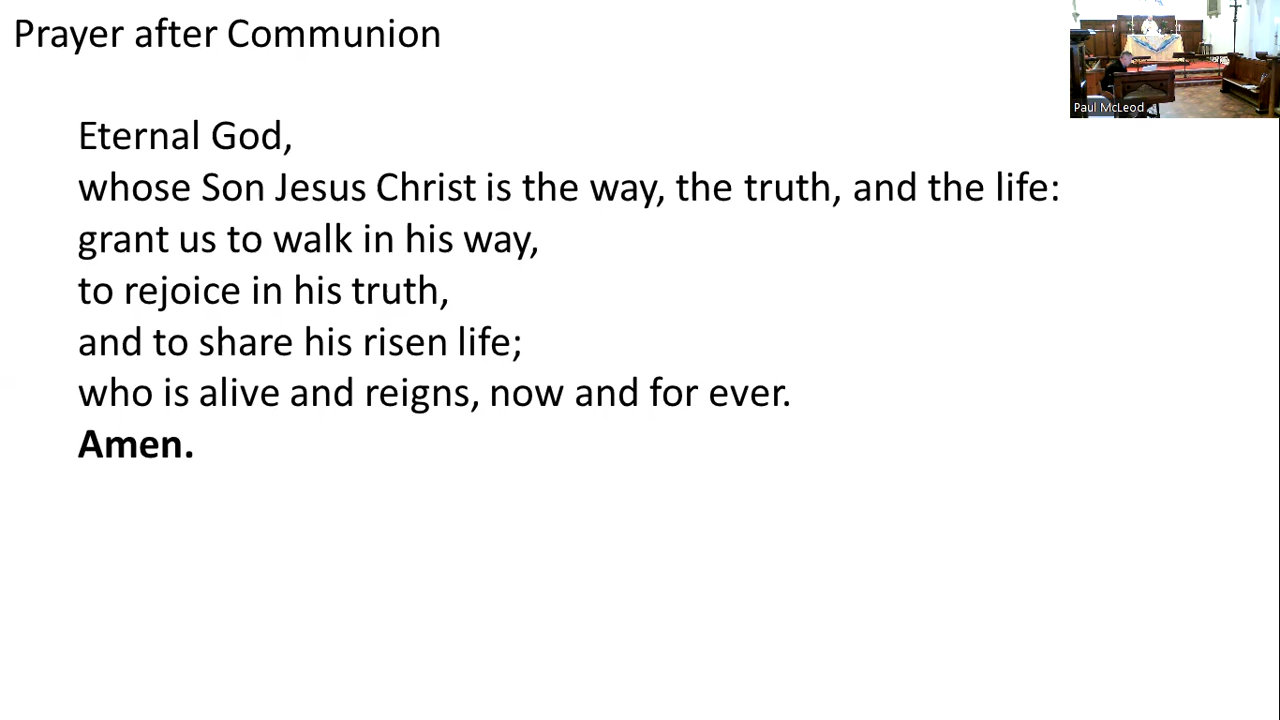 Prayer after Communion
Paul McLeod
Eternal God,
whose Son Jesus Christ is the way, the truth, and the life:
grant us to walk in his way,
to rejoice in his truth,
and to share his risen life;
who is alive and reigns, now and for ever.
Amen.